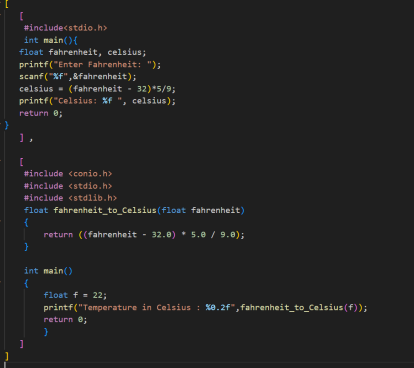 [
[
#include<stdio.h>
int main(){
float fahrenheit, celsius;
printf("Enter Fahrenheit: ");
scanf("%f",&fahrenheit);
celsius = (fahrenheit - 32)*5/9;
printf("Celsius: %f ", celsius);
return 0;
}
] ,
[
#include <conio.h>
#include <stdio.h>
#include <stdlib.h>
float fahrenheit_to_Celsius(float fahrenheit)
{
return ((fahrenheit - 32.0) * 5.0 / 9.0);
}
int main()
{
float f = 22;
printf("Temperature in Celsius : %0.2f",fahrenheit_to_Celsius(f));
return 0;
}
]
]